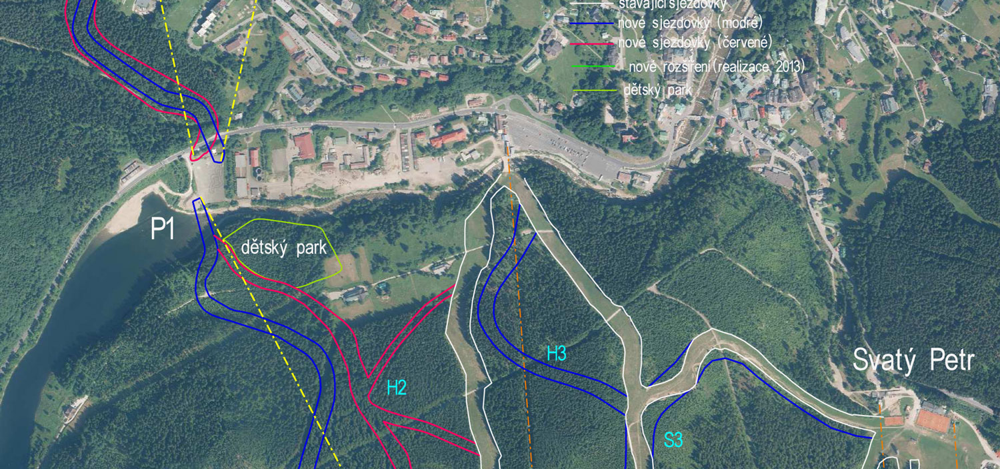 stávající sjezdovky
nové sjezdovky (modré)
nové sjezdovky (červené)
nové rozšíření (realizace 2013)
dětský park
P1
dětský park
H3
H2
Svatý Petr
S3